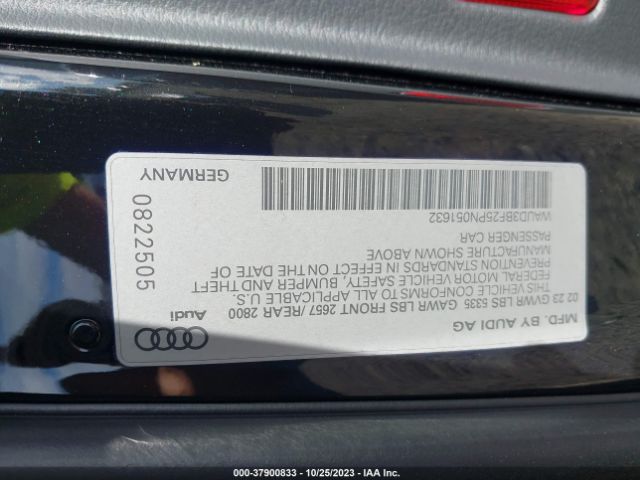 MFD. BY AUDI AG
02 23 GVWR LBS 5335 GAWR LBS FRONT 2657 /REAR 2800
THIS VEHICLE CONFORMS TO ALL APPLICABLE U.S.
FEDERAL MOTOR VEHICLE SAFETY, BUMPER AND THEFT
PREVENTION STANDARDS IN EFFECT ON THE DATE OF
MANUFACTURE SHOWN ABOVE
PASSENGER CAR
WAUD3BF25PN051632
Audi
0822505
GERMANY
000-37900833 - 10/25/2023 - IAA Inc.